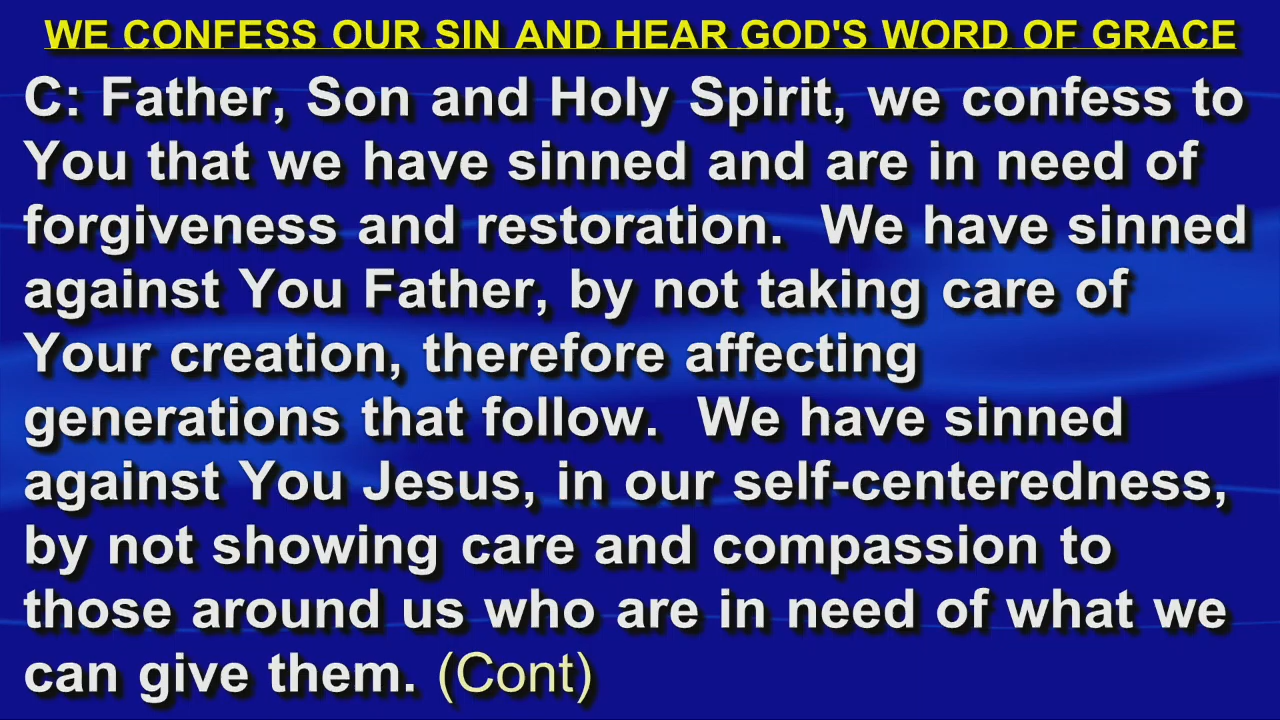 WE CONFESS OUR SIN AND HEAR GOD'S WORD OF GRACE
C: Father, Son and Holy Spirit, we confess to
You that we have sinned and are in need of
forgiveness and restoration.  We have sinned
against You Father, by not taking care of
Your creation, therefore affecting
generations that follow.  We have sinned
against You Jesus, in our self-centeredness,
by not showing care and compassion to
those around us who are in need of what we
can give them. (Cont)